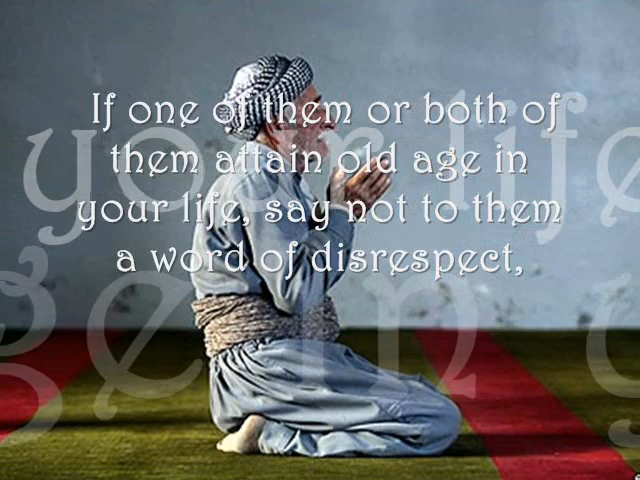 If one of them or both of
them attain old age in
your life, say not to them
a word of disrespect,